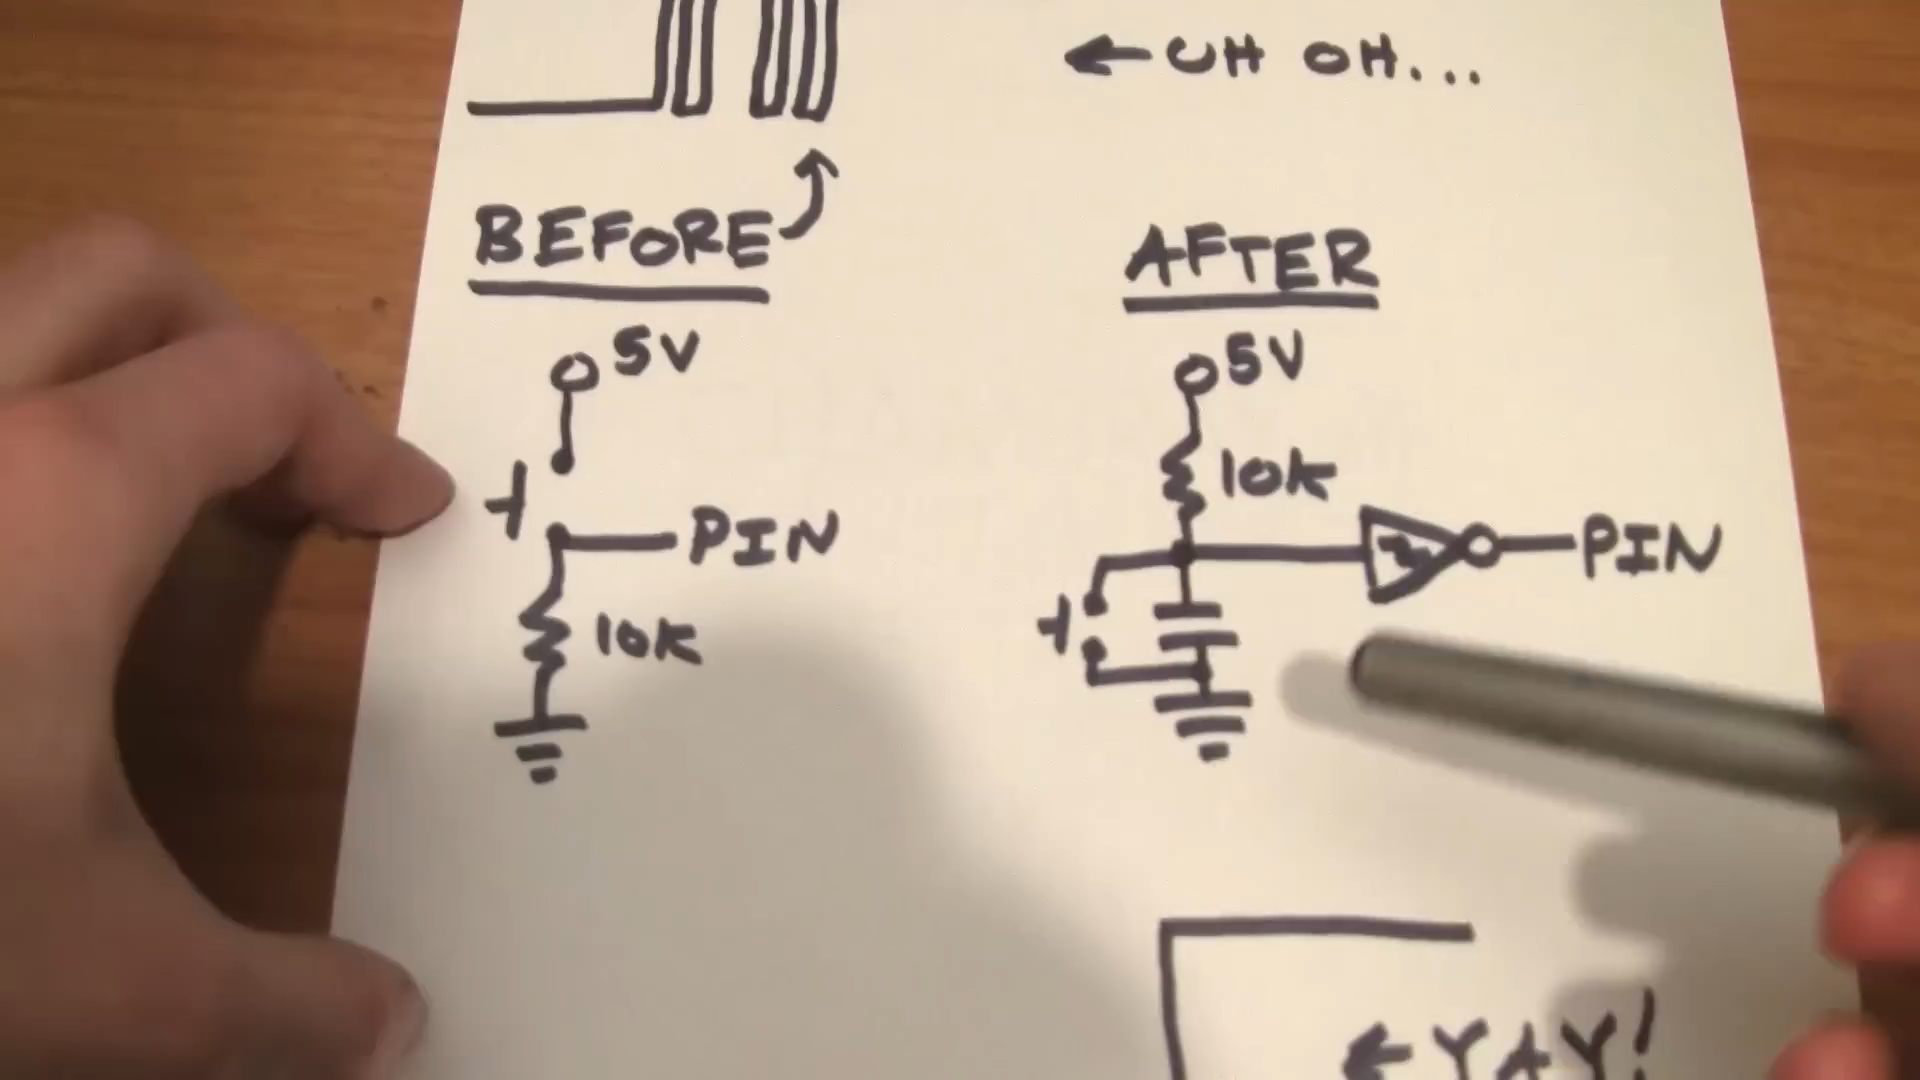 ← UH OH...
BEFORE
AFTER
5V
5V
10K
PIN
PIN
10K
← YAY!